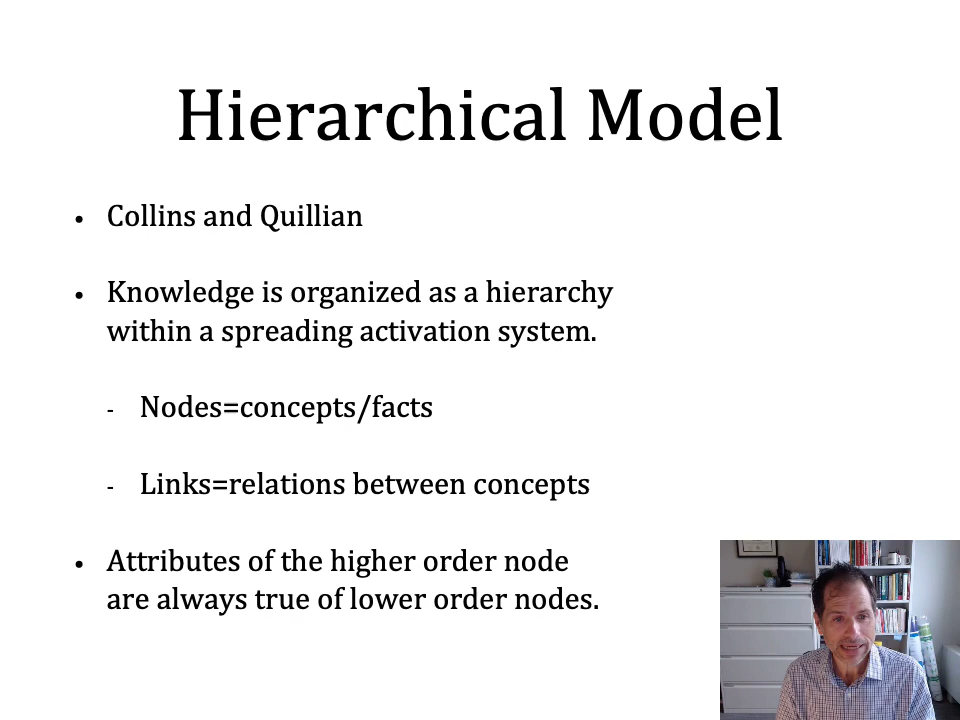 Hierarchical Model
• Collins and Quillian
• Knowledge is organized as a hierarchy
within a spreading activation system.
- Nodes=concepts/facts
- Links=relations between concepts
• Attributes of the higher order node
are always true of lower order nodes.